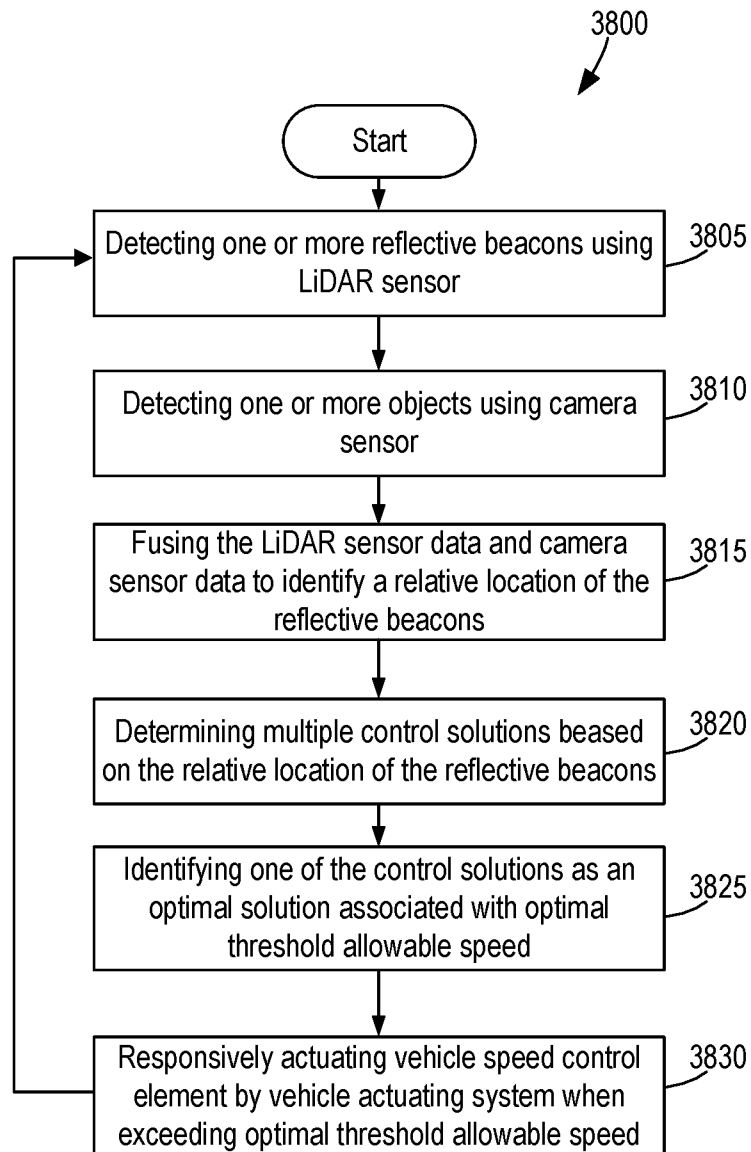 3800
Start
Detecting one or more reflective beacons using
LiDAR sensor
3805
Detecting one or more objects using camera
sensor
3810
Fusing the LiDAR sensor data and camera
sensor data to identify a relative location of the
reflective beacons
3815
Determining multiple control solutions beased
on the relative location of the reflective beacons
3820
Identifying one of the control solutions as an
optimal solution associated with optimal
threshold allowable speed
3825
Responsively actuating vehicle speed control
element by vehicle actuating system when
exceeding optimal threshold allowable speed
3830